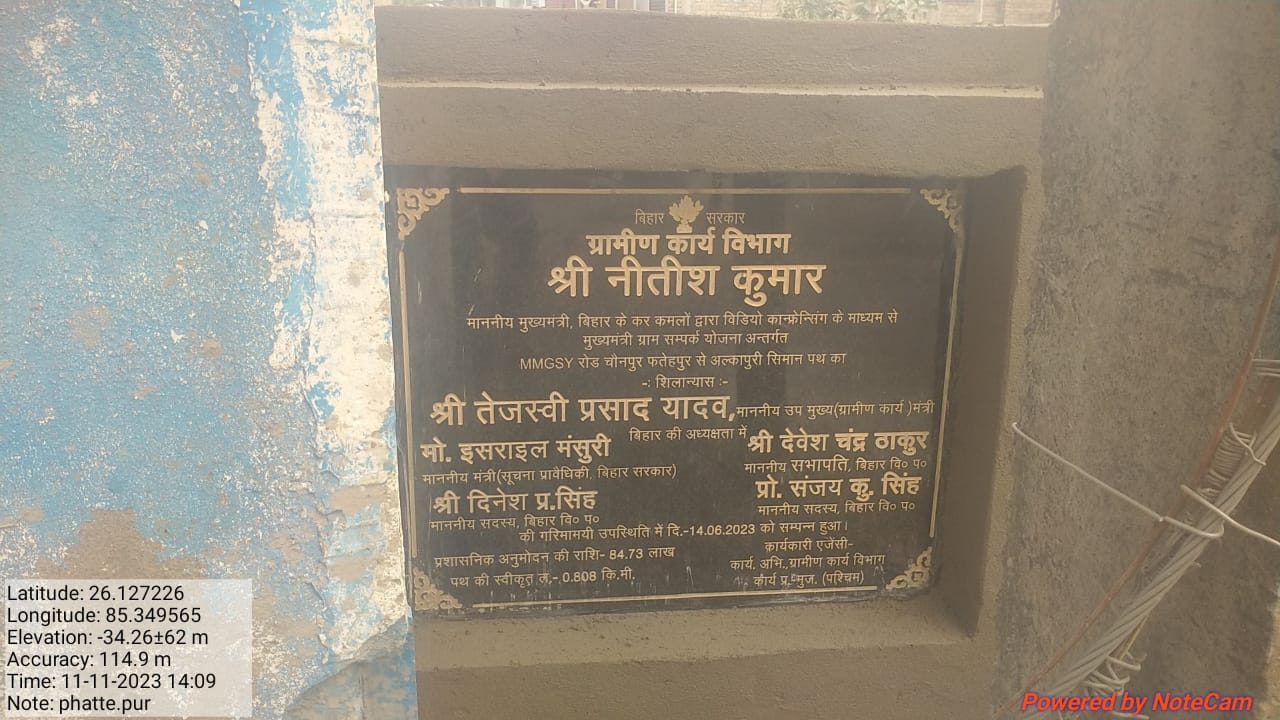 बिहार सरकार
ग्रामीण कार्य विभाग
श्री नीतीश कुमार
माननीय मुख्यमंत्री, बिहार के कर कमलों द्वारा विडियो कान्फ्रेन्सिंग के माध्यम से
मुख्यमंत्री ग्राम सम्पर्क योजना अन्तर्गत
MMGSY रोड चौनपुर फतेहपुर से अल्कापुरी सिमान पथ का
-: शिलान्यास :-
श्री तेजस्वी प्रसाद यादव, माननीय उप मुख्य(ग्रामीण कार्य )मंत्री
बिहार की अध्यक्षता में
मो. इसराइल मंसुरी
माननीय मंत्री(सूचना प्रावैधिकी, बिहार सरकार)
श्री देवेश चंद्र ठाकुर
माननीय सभापति, बिहार वि० प०
श्री दिनेश प्र.सिंह
माननीय सदस्य, बिहार वि० प०
प्रो. संजय कु. सिंह
माननीय सदस्य, बिहार वि० प०
की गरिमामयी उपस्थिति में दि.-14.06.2023 को सम्पन्न हुआ।
प्रशासनिक अनुमोदन की राशि- 84.73 लाख
पथ की स्वीकृत ल.- 0.808 कि.मी.
कार्यकारी एजेंसी-
कार्य. अभि.,ग्रामीण कार्य विभाग
कार्य प्र.-मुज. (पश्चिम)
Latitude: 26.127226
Longitude: 85.349565
Elevation: -34.26±62 m
Accuracy: 114.9 m
Time: 11-11-2023 14:09
Note: phatte.pur
Powered by NoteCam